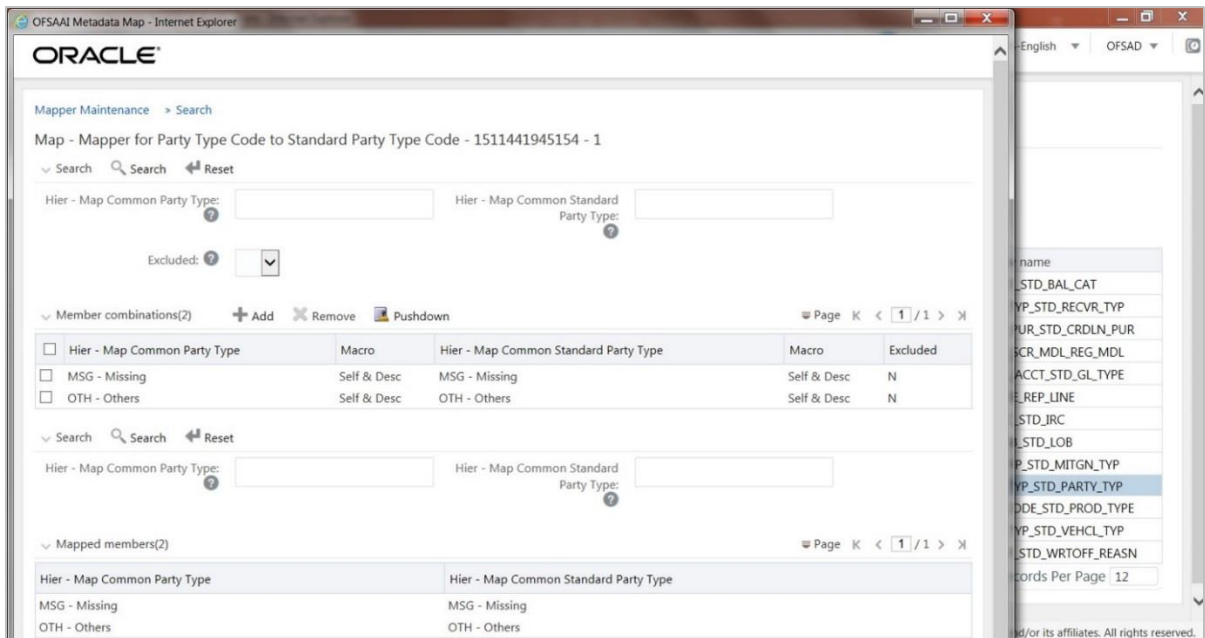 OFSAAI Metadata Map - Internet Explorer
ORACLE
Mapper Maintenance > Search
Map - Mapper for Party Type Code to Standard Party Type Code - 1511441945154 - 1
Search Search Reset
Hier - Map Common Party Type: Hier - Map Common Standard Party Type:
Excluded:
Member combinations(2) Add Remove Pushdown Page 1 / 1
Hier - Map Common Party Type Macro Hier - Map Common Standard Party Type Macro Excluded
MSG - Missing Self & Desc MSG - Missing Self & Desc N
OTH - Others Self & Desc OTH - Others Self & Desc N
Search Search Reset
Hier - Map Common Party Type: Hier - Map Common Standard Party Type:
Mapped members(2) Page 1 / 1
Hier - Map Common Party Type Hier - Map Common Standard Party Type
MSG - Missing MSG - Missing
OTH - Others OTH - Others
-English OFSAD
name
_STD_BAL_CAT
YP_STD_RECVR_TYP
PUR_STD_CRDLN_PUR
SCR_MDL_REG_MDL
ACCT_STD_GL_TYPE
E_REP_LINE
_STD_IRC
_STD_LOB
P_STD_MITGN_TYP
YP_STD_PARTY_TYP
ODE_STD_PROD_TYPE
YP_STD_VEHCL_TYP
_STD_WRTOFF_REASN
cords Per Page 12
d/or its affiliates. All rights reserved.